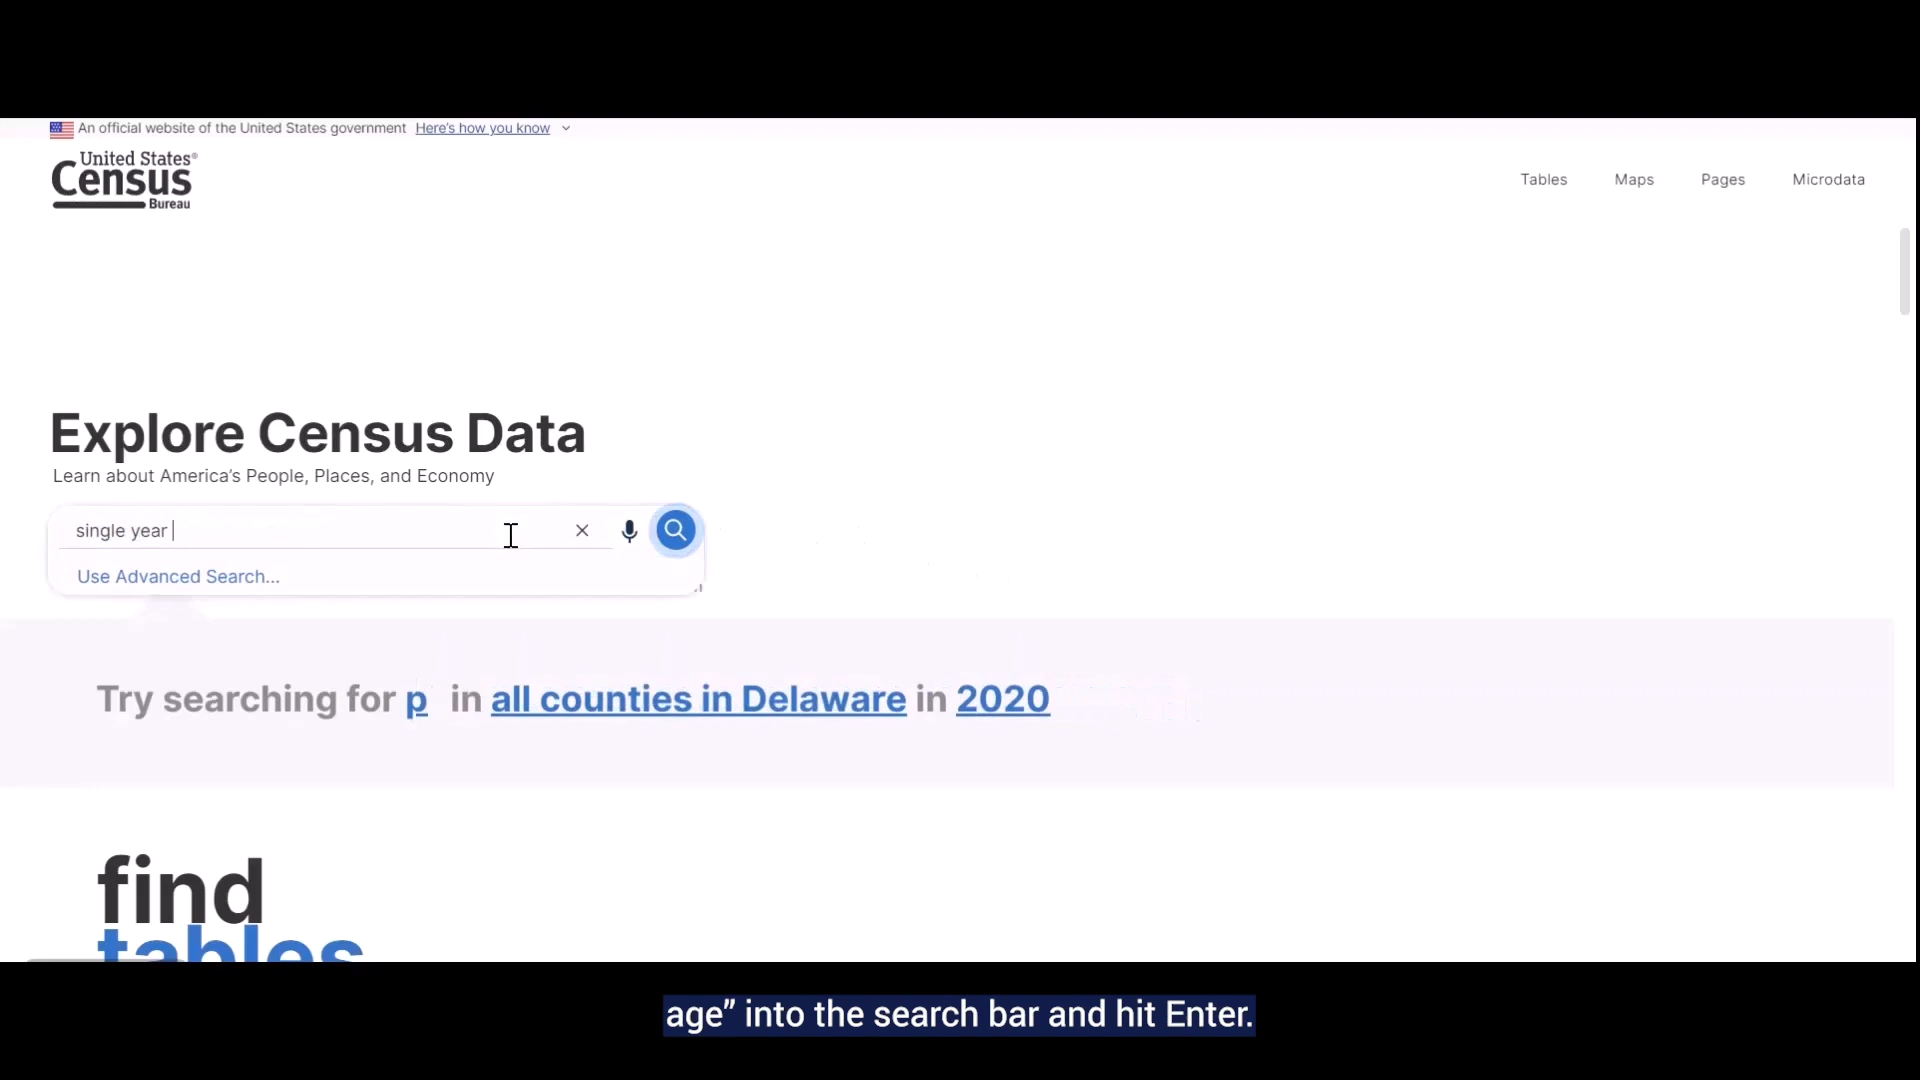 An official website of the United States government Here's how you know
United States®
Census
Bureau
Tables Maps Pages Microdata
Explore Census Data
Learn about America's People, Places, and Economy
single year
Use Advanced Search...
Try searching for p in all counties in Delaware in 2020
find
tables
age” into the search bar and hit Enter.